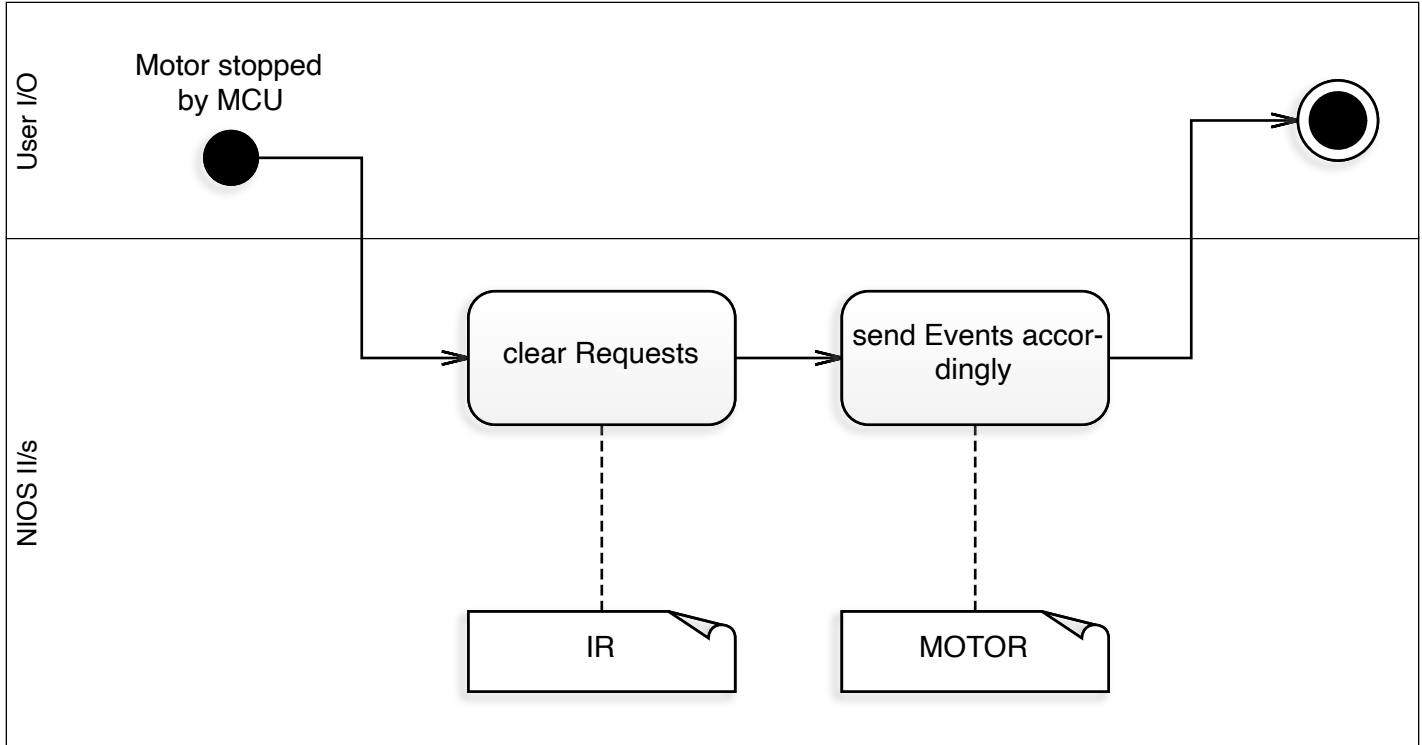 User I/O
Motor stopped
by MCU
NIOS II/s
clear Requests
send Events accor-
dingly
IR
MOTOR